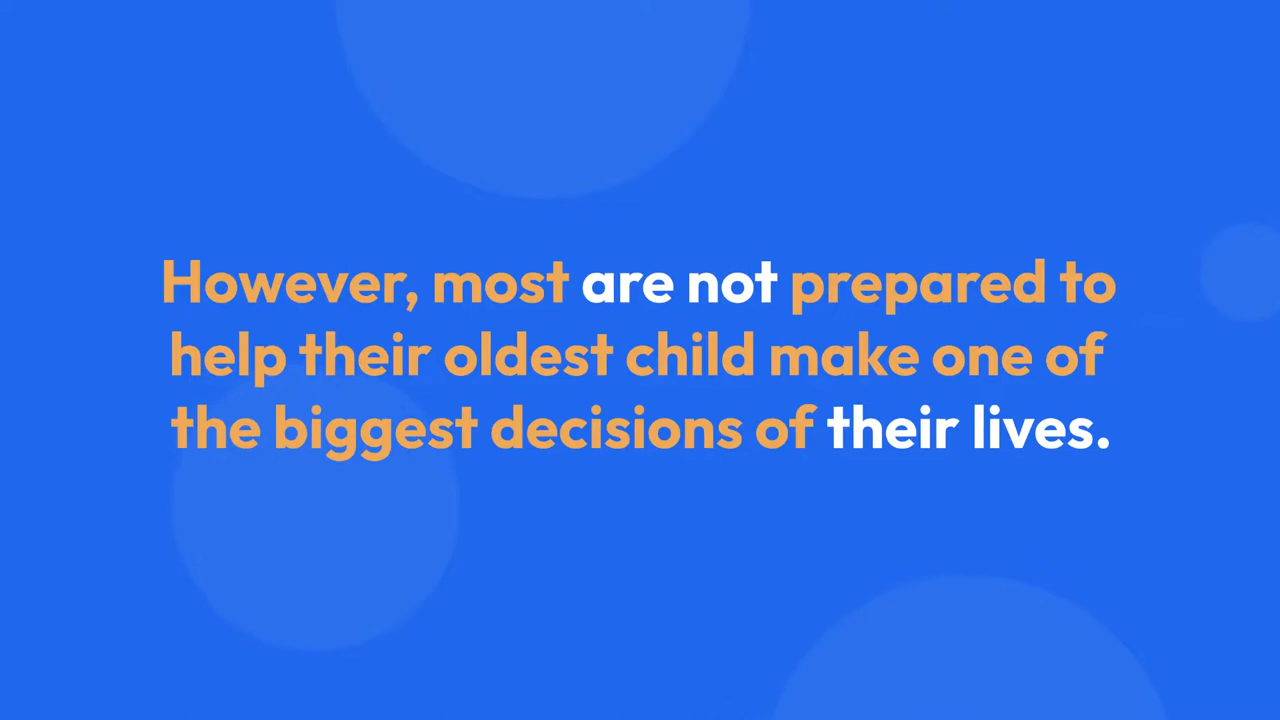 However, most are not prepared to
help their oldest child make one of
the biggest decisions of their lives.